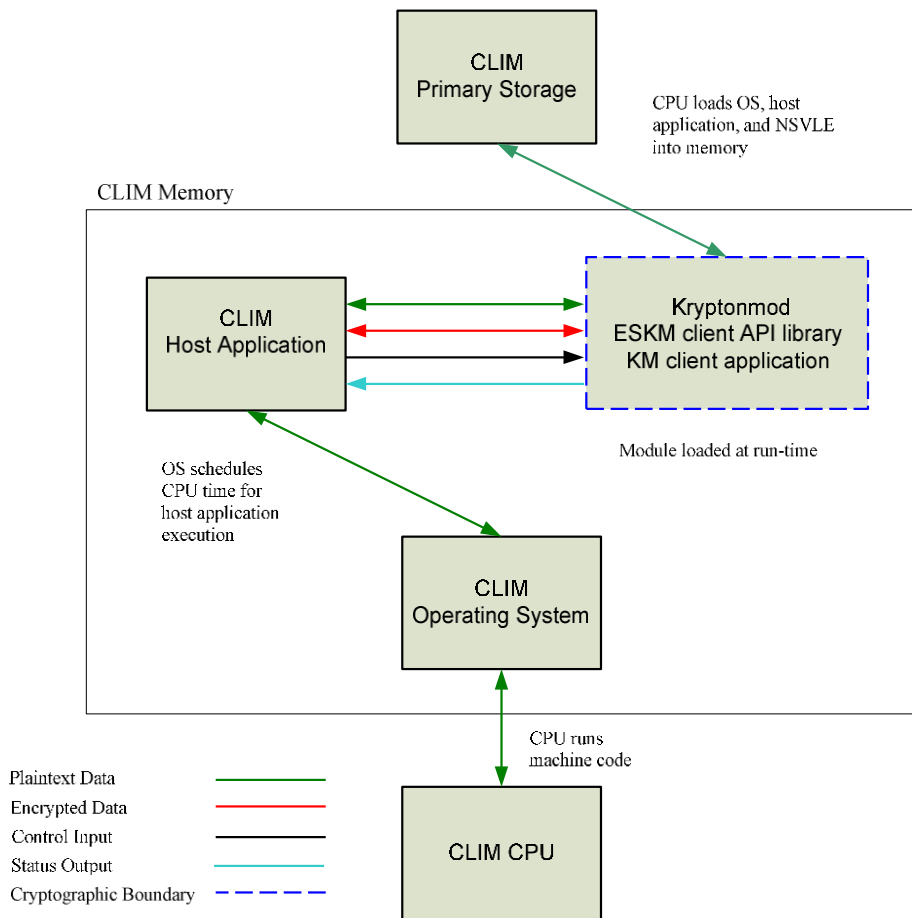 CLIM
Primary Storage
CPU loads OS, host
application, and NSVLE
into memory
CLIM Memory
CLIM
Host Application
Kryptonmod
ESKM client API library
KM client application
Module loaded at run-time
OS schedules
CPU time for
host application
execution
CLIM
Operating System
CPU runs
machine code
Plaintext Data
Encrypted Data
Control Input
Status Output
Cryptographic Boundary
CLIM CPU